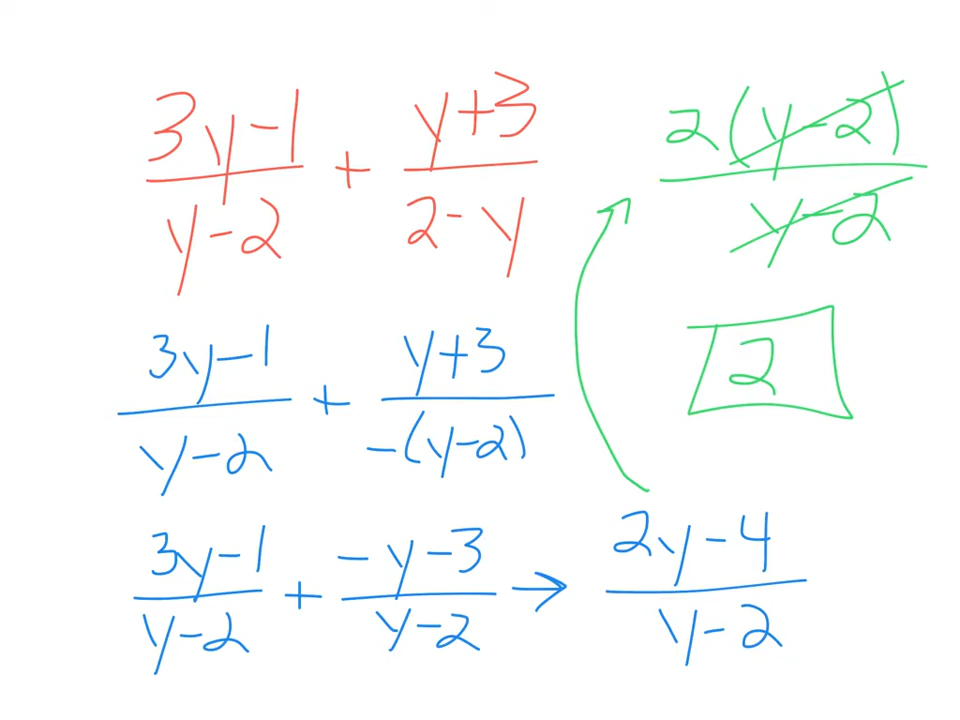 3y-1/y-2 + y+3/2-y
3y-1/y-2 + y+3/-(y-2)
3y-1/y-2 + -y-3/y-2 → 2y-4/y-2
2(y-2)/y-2
2